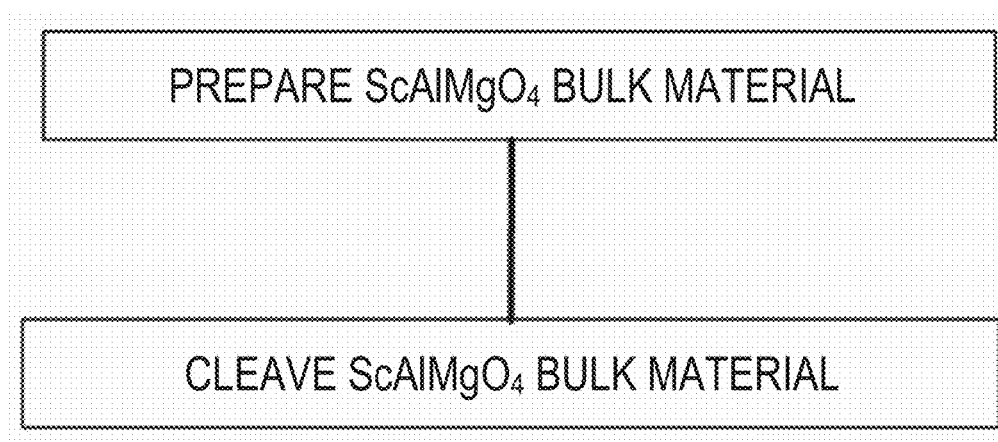 PREPARE ScAlMgO₄ BULK MATERIAL
CLEAVE ScAlMgO₄ BULK MATERIAL